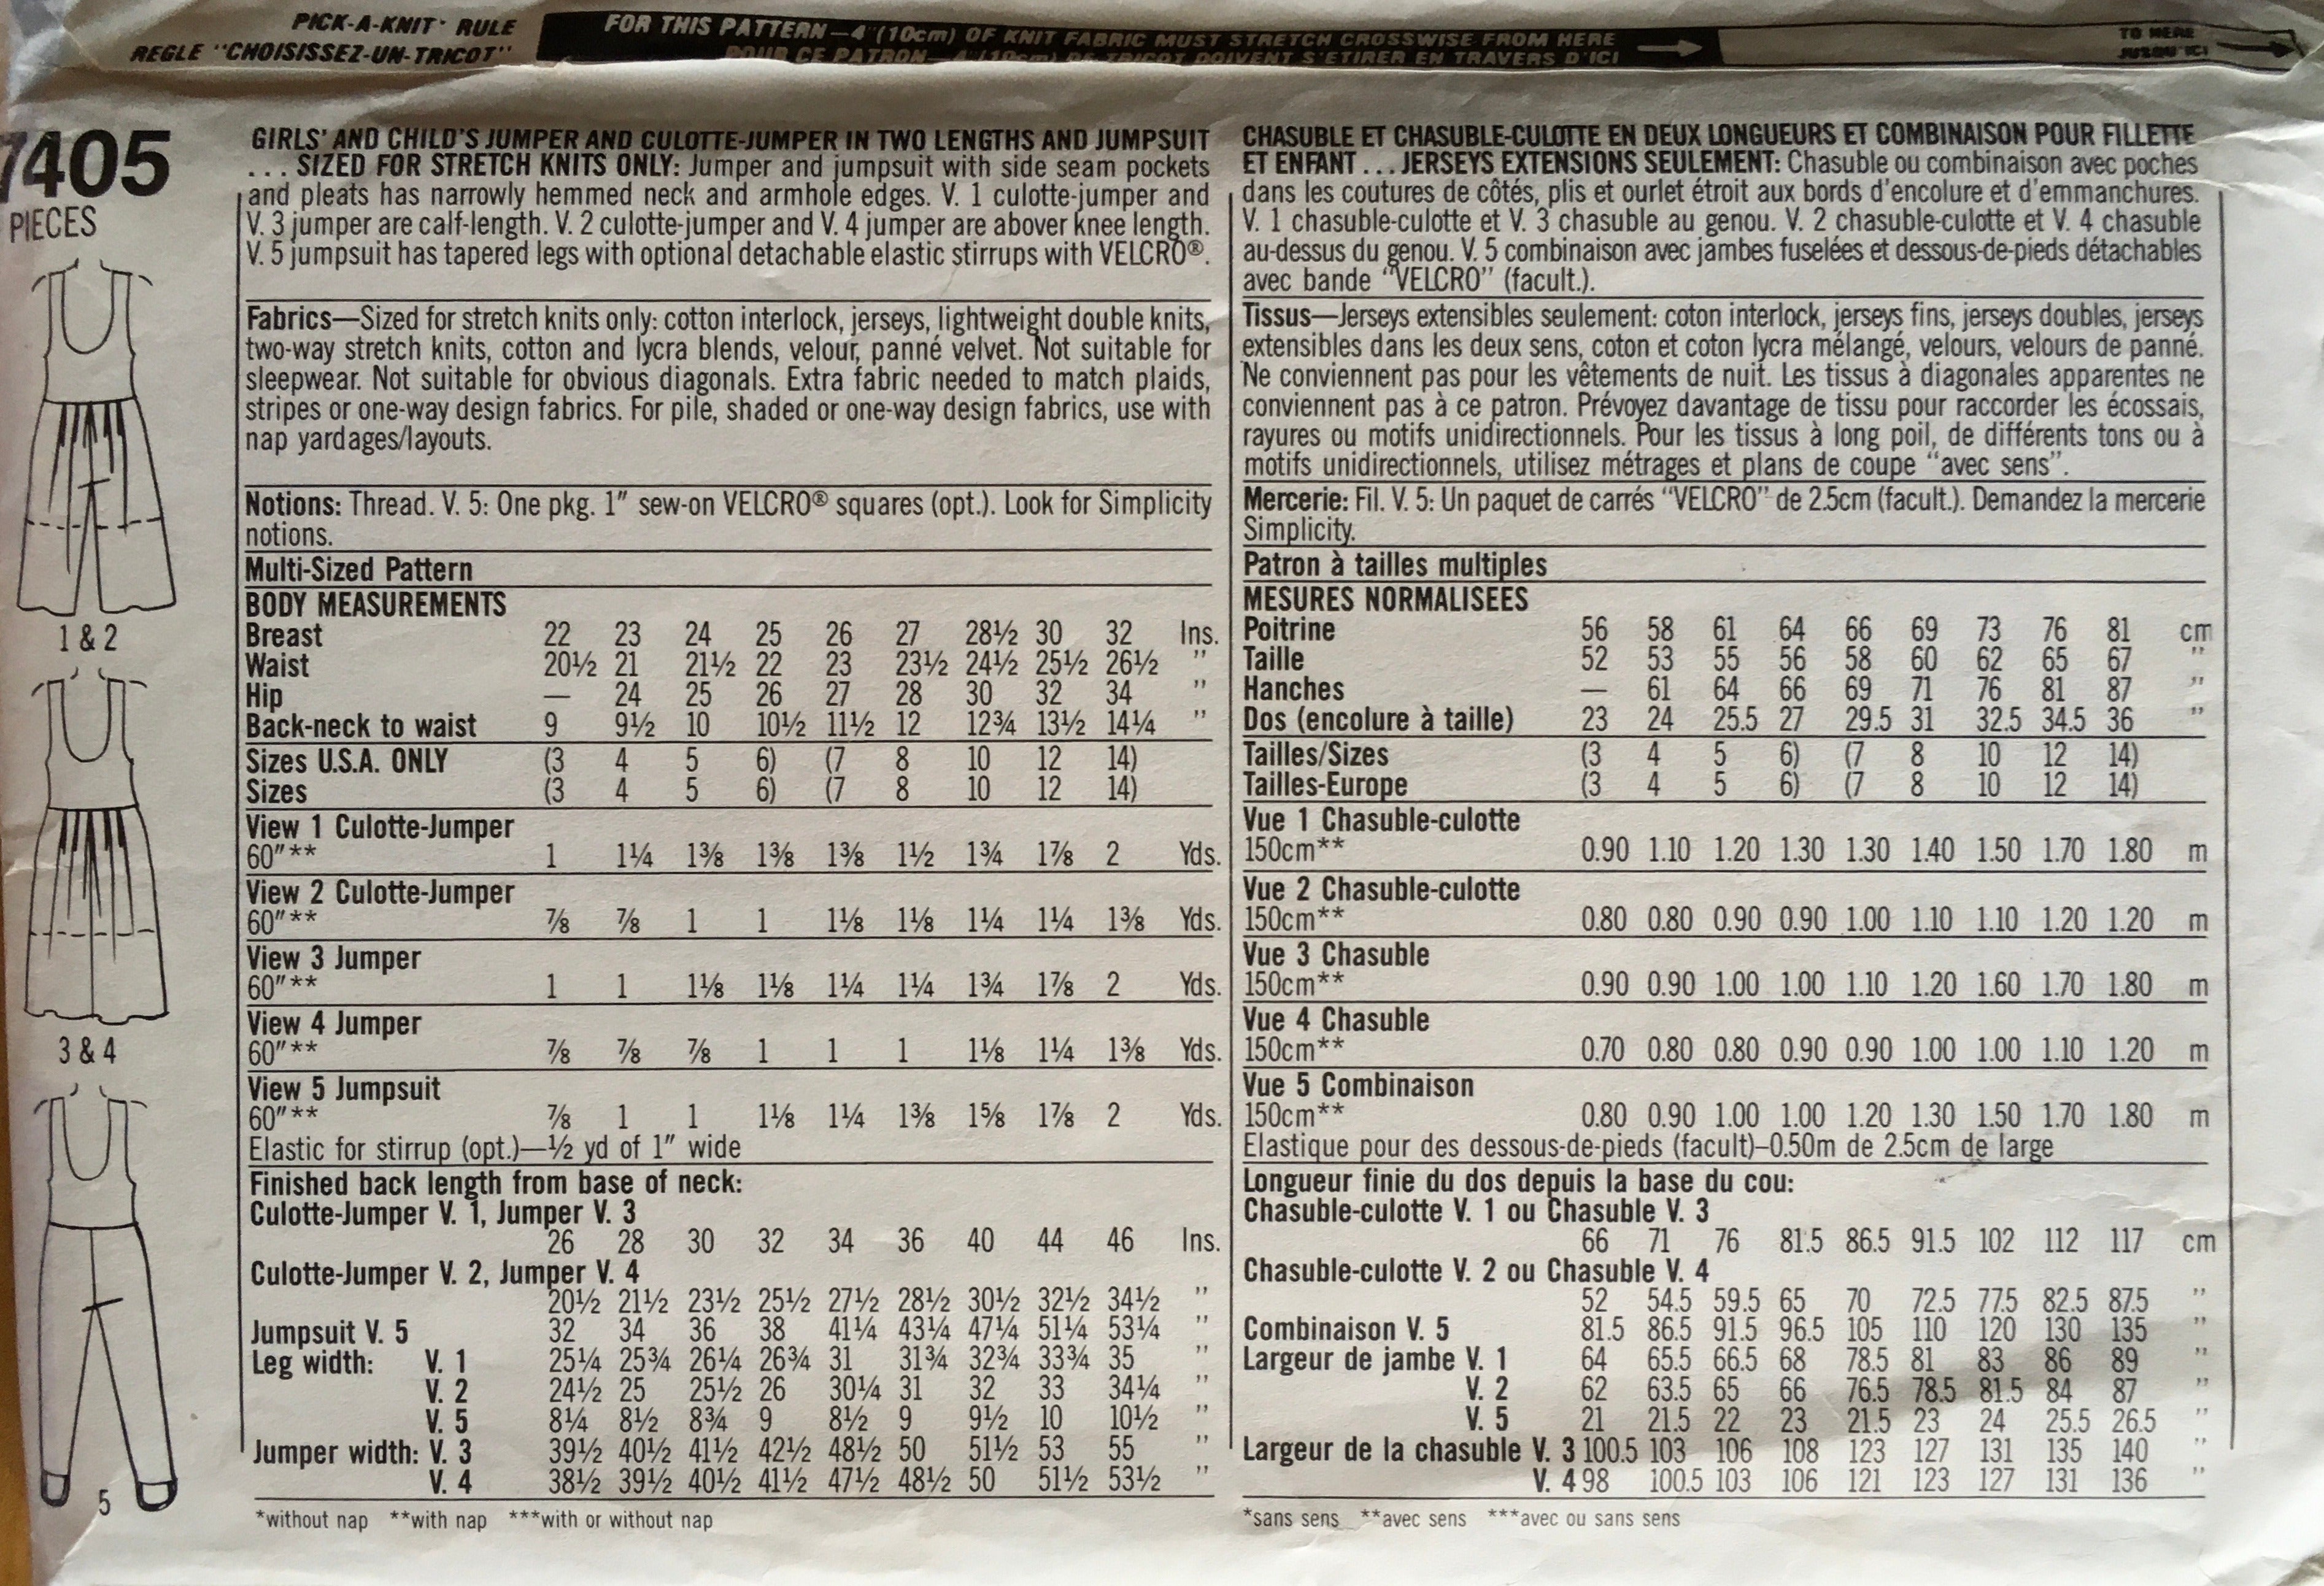 PICK-A-KNIT® RULE
REGLE "CHOISISSEZ-UN-TRICOT"
FOR THIS PATTERN—4"(10cm) OF KNIT FABRIC MUST STRETCH CROSSWISE FROM HERE
POUR CE PATRON—4"(10cm) DE TRICOT DOIVENT S'ETIRER EN TRAVERS D'ICI
TO HERE
JUSQU'ICI
7405
PIECES
1 & 2
3 & 4
5
GIRLS' AND CHILD'S JUMPER AND CULOTTE-JUMPER IN TWO LENGTHS AND JUMPSUIT
... SIZED FOR STRETCH KNITS ONLY: Jumper and jumpsuit with side seam pockets
and pleats has narrowly hemmed neck and armhole edges. V. 1 culotte-jumper and
V. 3 jumper are calf-length. V. 2 culotte-jumper and V. 4 jumper are abover knee length.
V. 5 jumpsuit has tapered legs with optional detachable elastic stirrups with VELCRO®.
Fabrics—Sized for stretch knits only: cotton interlock, jerseys, lightweight double knits,
two-way stretch knits, cotton and lycra blends, velour, panné velvet. Not suitable for
sleepwear. Not suitable for obvious diagonals. Extra fabric needed to match plaids,
stripes or one-way design fabrics. For pile, shaded or one-way design fabrics, use with
nap yardages/layouts.
Notions: Thread. V. 5: One pkg. 1" sew-on VELCRO® squares (opt.). Look for Simplicity
notions.
Multi-Sized Pattern
BODY MEASUREMENTS
Breast 22 23 24 25 26 27 28½ 30 32 Ins.
Waist 20½ 21 21½ 22 23 23½ 24½ 25½ 26½ "
Hip — 24 25 26 27 28 30 32 34 "
Back-neck to waist 9 9½ 10 10½ 11½ 12 12¾ 13½ 14¼ "
Sizes U.S.A. ONLY (3 4 5 6) (7 8 10 12 14)
Sizes (3 4 5 6) (7 8 10 12 14)
View 1 Culotte-Jumper
60"** 1 1¼ 1⅜ 1⅜ 1⅜ 1½ 1¾ 1⅞ 2 Yds.
View 2 Culotte-Jumper
60"** ⅞ ⅞ 1 1 1⅛ 1⅛ 1¼ 1¼ 1⅜ Yds.
View 3 Jumper
60"** 1 1 1⅛ 1⅛ 1¼ 1¼ 1¾ 1⅞ 2 Yds.
View 4 Jumper
60"** ⅞ ⅞ ⅞ 1 1 1 1⅛ 1¼ 1⅜ Yds.
View 5 Jumpsuit
60"** ⅞ 1 1 1⅛ 1¼ 1⅜ 1⅝ 1⅞ 2 Yds.
Elastic for stirrup (opt.)—½ yd of 1" wide
Finished back length from base of neck:
Culotte-Jumper V. 1, Jumper V. 3
26 28 30 32 34 36 40 44 46 Ins.
Culotte-Jumper V. 2, Jumper V. 4
20½ 21½ 23½ 25½ 27½ 28½ 30½ 32½ 34½ "
Jumpsuit V. 5 32 34 36 38 41¼ 43¼ 47¼ 51¼ 53¼ "
Leg width: V. 1 25¼ 25¾ 26¼ 26¾ 31 31¾ 32¾ 33¾ 35 "
V. 2 24½ 25 25½ 26 30¼ 31 32 33 34¼ "
V. 5 8¼ 8½ 8¾ 9 8½ 9 9½ 10 10½ "
Jumper width: V. 3 39½ 40½ 41½ 42½ 48½ 50 51½ 53 55 "
V. 4 38½ 39½ 40½ 41½ 47½ 48½ 50 51½ 53½ "
*without nap **with nap ***with or without nap
CHASUBLE ET CHASUBLE-CULOTTE EN DEUX LONGUEURS ET COMBINAISON POUR FILLETTE
ET ENFANT... JERSEYS EXTENSIONS SEULEMENT: Chasuble ou combinaison avec poches
dans les coutures de côtés, plis et ourlet étroit aux bords d'encolure et d'emmanchures.
V. 1 chasuble-culotte et V. 3 chasuble au genou. V. 2 chasuble-culotte et V. 4 chasuble
au-dessus du genou. V. 5 combinaison avec jambes fuselées et dessous-de-pieds détachables
avec bande "VELCRO" (facult.).
Tissus—Jerseys extensibles seulement: coton interlock, jerseys fins, jerseys doubles, jerseys
extensibles dans les deux sens, coton et coton lycra mélangé, velours, velours de panné.
Ne conviennent pas pour les vêtements de nuit. Les tissus à diagonales apparentes ne
conviennent pas à ce patron. Prévoyez davantage de tissu pour raccorder les écossais,
rayures ou motifs unidirectionnels. Pour les tissus à long poil, de différents tons ou à
motifs unidirectionnels, utilisez métrages et plans de coupe "avec sens".
Mercerie: Fil. V. 5: Un paquet de carrés "VELCRO" de 2.5cm (facult.). Demandez la mercerie
Simplicity.
Patron à tailles multiples
MESURES NORMALISEES
Poitrine 56 58 61 64 66 69 73 76 81 cm
Taille 52 53 55 56 58 60 62 65 67 "
Hanches — 61 64 66 69 71 76 81 87 "
Dos (encolure à taille) 23 24 25.5 27 29.5 31 32.5 34.5 36 "
Tailles/Sizes (3 4 5 6) (7 8 10 12 14)
Tailles-Europe (3 4 5 6) (7 8 10 12 14)
Vue 1 Chasuble-culotte
150cm** 0.90 1.10 1.20 1.30 1.30 1.40 1.50 1.70 1.80 m
Vue 2 Chasuble-culotte
150cm** 0.80 0.80 0.90 0.90 1.00 1.10 1.10 1.20 1.20 m
Vue 3 Chasuble
150cm** 0.90 0.90 1.00 1.00 1.10 1.20 1.60 1.70 1.80 m
Vue 4 Chasuble
150cm** 0.70 0.80 0.80 0.90 0.90 1.00 1.00 1.10 1.20 m
Vue 5 Combinaison
150cm** 0.80 0.90 1.00 1.00 1.20 1.30 1.50 1.70 1.80 m
Elastique pour des dessous-de-pieds (facult)–0.50m de 2.5cm de large
Longueur finie du dos depuis la base du cou:
Chasuble-culotte V. 1 ou Chasuble V. 3
66 71 76 81.5 86.5 91.5 102 112 117 cm
Chasuble-culotte V. 2 ou Chasuble V. 4
52 54.5 59.5 65 70 72.5 77.5 82.5 87.5 "
Combinaison V. 5 81.5 86.5 91.5 96.5 105 110 120 130 135 "
Largeur de jambe V. 1 64 65.5 66.5 68 78.5 81 83 86 89 "
V. 2 62 63.5 65 66 76.5 78.5 81.5 84 87 "
V. 5 21 21.5 22 23 21.5 23 24 25.5 26.5 "
Largeur de la chasuble V. 3 100.5 103 106 108 123 127 131 135 140 "
V. 4 98 100.5 103 106 121 123 127 131 136 "
*sans sens **avec sens ***avec ou sans sens